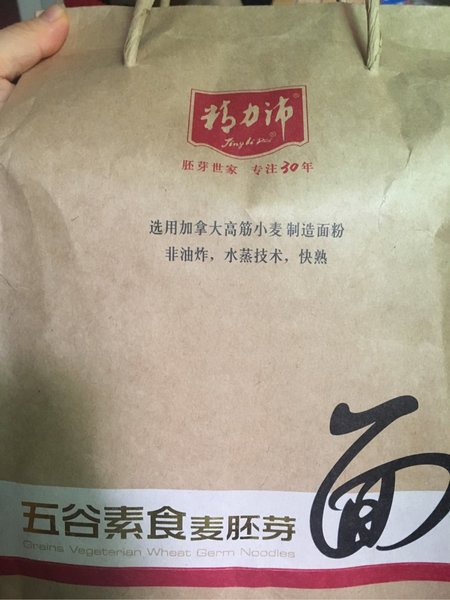 精力沛®
Jing li Pei®
胚芽世家 专注30年
选用加拿大高筋小麦 制造面粉
非油炸，水蒸技术，快熟
五谷素食麦胚芽面
Grains Vegeterian Wheat Germ Noodles